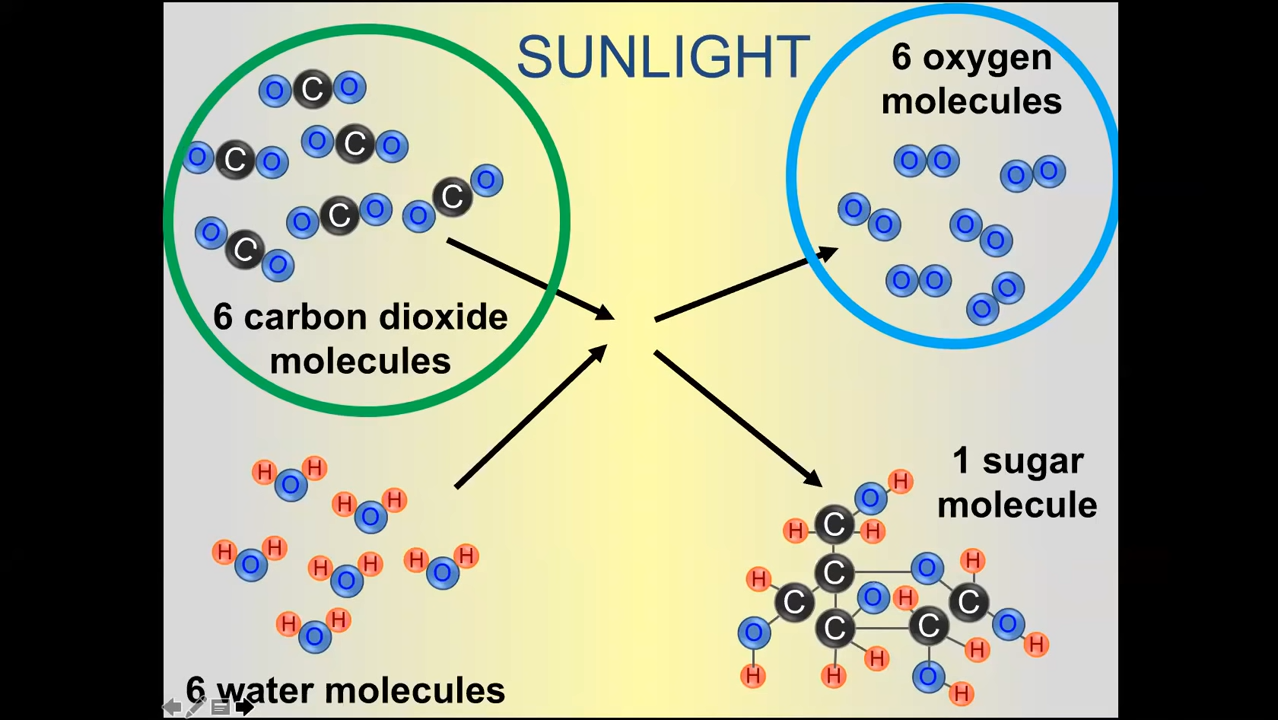 SUNLIGHT
O C O
O C O
O C O
O C O
O C O
O C O
6 carbon dioxide
molecules
6 oxygen
molecules
O O
O O
O O
O O
O O
O O
H O H
H O H
H O H
H O H
H O H
H O H
6 water molecules
1 sugar
molecule
O H
H C H
C O H
H C O H C
O C C O
H H H
H H O H